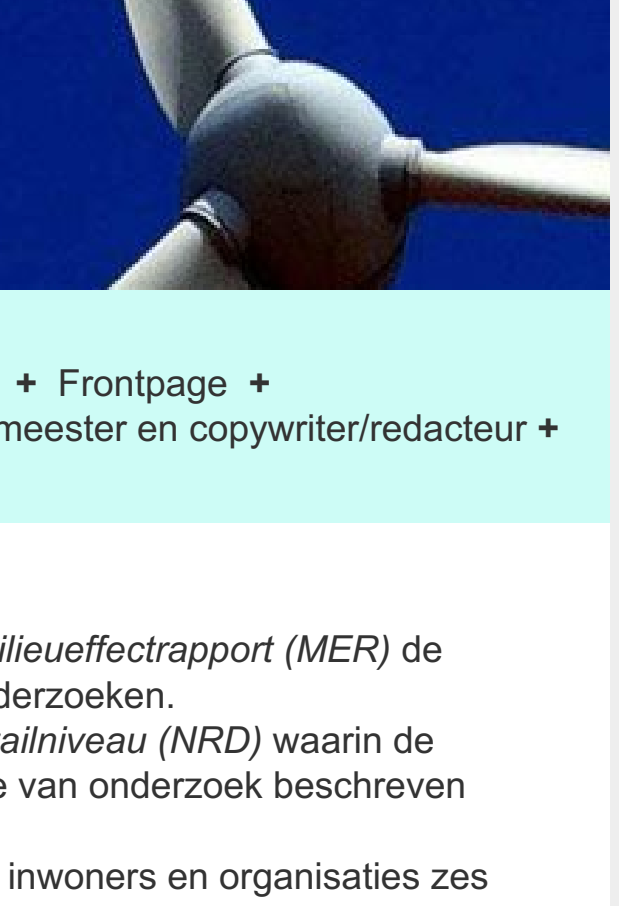 + Frontpage +
meester en copywriter/redacteur +
ilieueffectrapport (MER) de
derzoeken.
ailniveau (NRD) waarin de
e van onderzoek beschreven
inwoners en organisaties zes